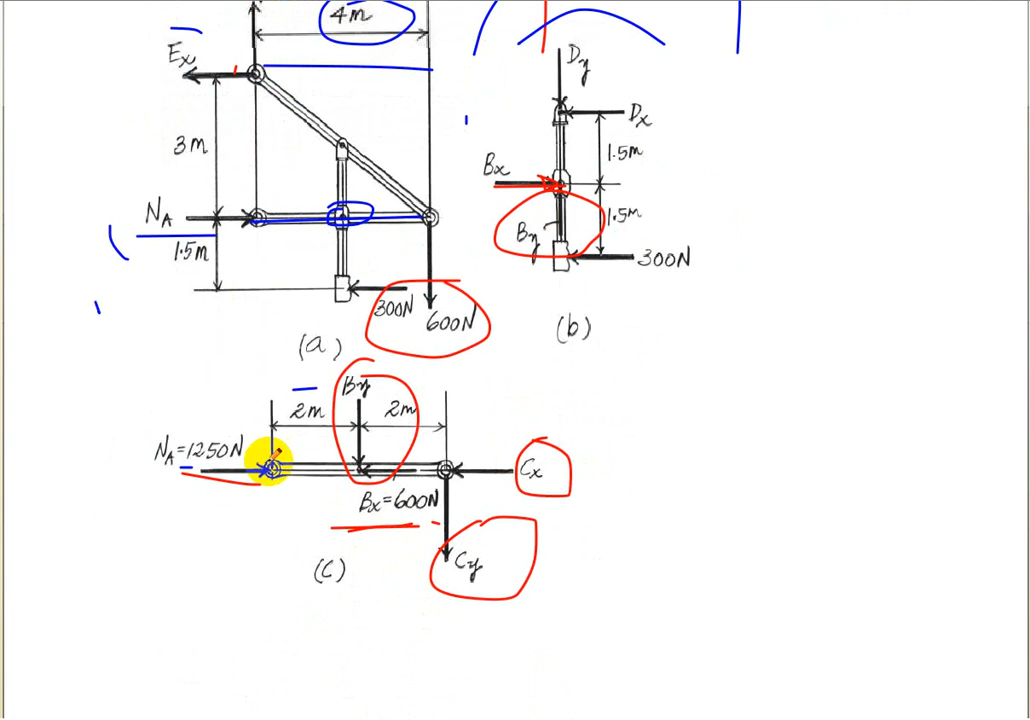 4m
Ex
3m
NA
1.5m
300N
600N
(a)
Dy
Dx
1.5m
Bx
1.5m
By
300N
(b)
By
2m
2m
NA=1250N
Cx
Bx=600N
Cy
(c)